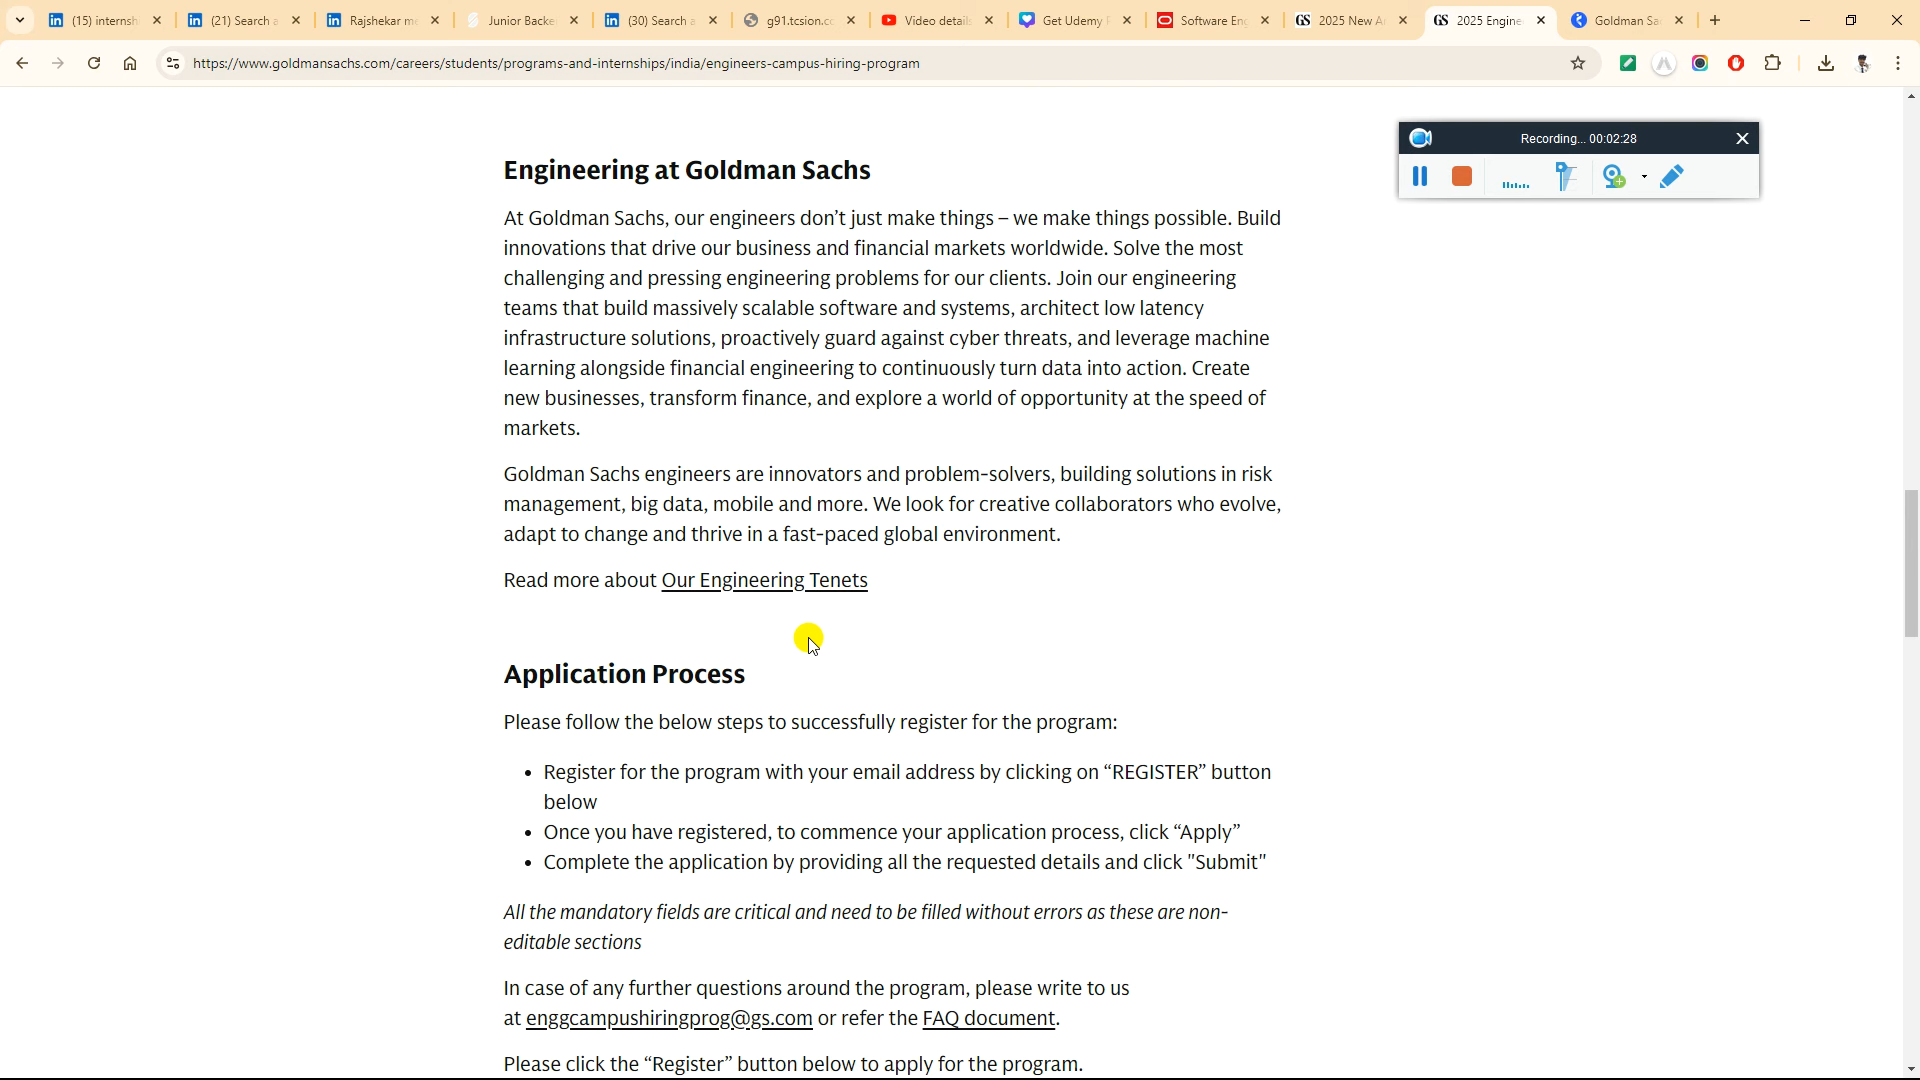 (15) internsh
(21) Search a
Rajshekar me
Junior Backe
(30) Search a
g91.tcsion.co
Video details
Get Udemy P
Software Eng
2025 New A
2025 Engine
Goldman Sa
https://www.goldmansachs.com/careers/students/programs-and-internships/india/engineers-campus-hiring-program
Recording... 00:02:28
Engineering at Goldman Sachs
At Goldman Sachs, our engineers don’t just make things – we make things possible. Build
innovations that drive our business and financial markets worldwide. Solve the most
challenging and pressing engineering problems for our clients. Join our engineering
teams that build massively scalable software and systems, architect low latency
infrastructure solutions, proactively guard against cyber threats, and leverage machine
learning alongside financial engineering to continuously turn data into action. Create
new businesses, transform finance, and explore a world of opportunity at the speed of
markets.
Goldman Sachs engineers are innovators and problem-solvers, building solutions in risk
management, big data, mobile and more. We look for creative collaborators who evolve,
adapt to change and thrive in a fast-paced global environment.
Read more about Our Engineering Tenets
Application Process
Please follow the below steps to successfully register for the program:
• Register for the program with your email address by clicking on “REGISTER” button
below
• Once you have registered, to commence your application process, click “Apply”
• Complete the application by providing all the requested details and click "Submit"
All the mandatory fields are critical and need to be filled without errors as these are non-
editable sections
In case of any further questions around the program, please write to us
at enggcampushiringprog@gs.com or refer the FAQ document.
Please click the “Register” button below to apply for the program.